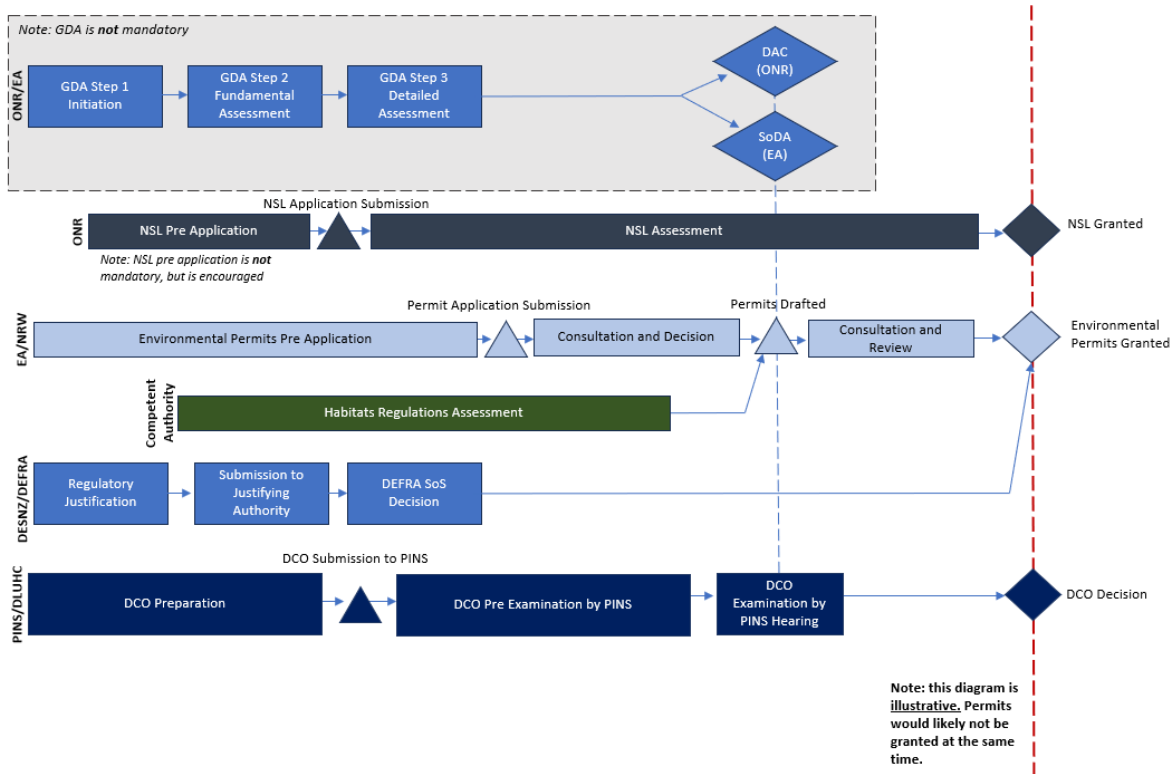 Note: GDA is not mandatory
ONR/EA
GDA Step 1
Initiation
GDA Step 2
Fundamental
Assessment
GDA Step 3
Detailed
Assessment
DAC
(ONR)
SoDA
(EA)
NSL Application Submission
ONR
NSL Pre Application
NSL Assessment
NSL Granted
Note: NSL pre application is not
mandatory, but is encouraged
Permit Application Submission
Permits Drafted
EA/NRW
Environmental Permits Pre Application
Consultation and Decision
Consultation and
Review
Environmental
Permits Granted
Competent
Authority
Habitats Regulations Assessment
DESNZ/DEFRA
Regulatory
Justification
Submission to
Justifying
Authority
DEFRA SoS
Decision
DCO Submission to PINS
PINS/DLUHC
DCO Preparation
DCO Pre Examination by PINS
DCO
Examination by
PINS Hearing
DCO Decision
Note: this diagram is
illustrative. Permits
would likely not be
granted at the same
time.